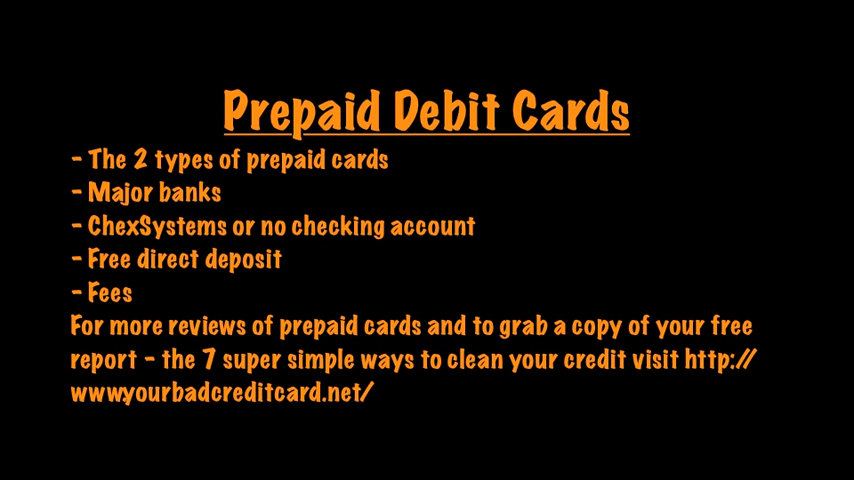 Prepaid Debit Cards
- The 2 types of prepaid cards
- Major banks
- ChexSystems or no checking account
- Free direct deposit
- Fees
For more reviews of prepaid cards and to grab a copy of your free
report - the 7 super simple ways to clean your credit visit http://
www.yourbadcreditcard.net/